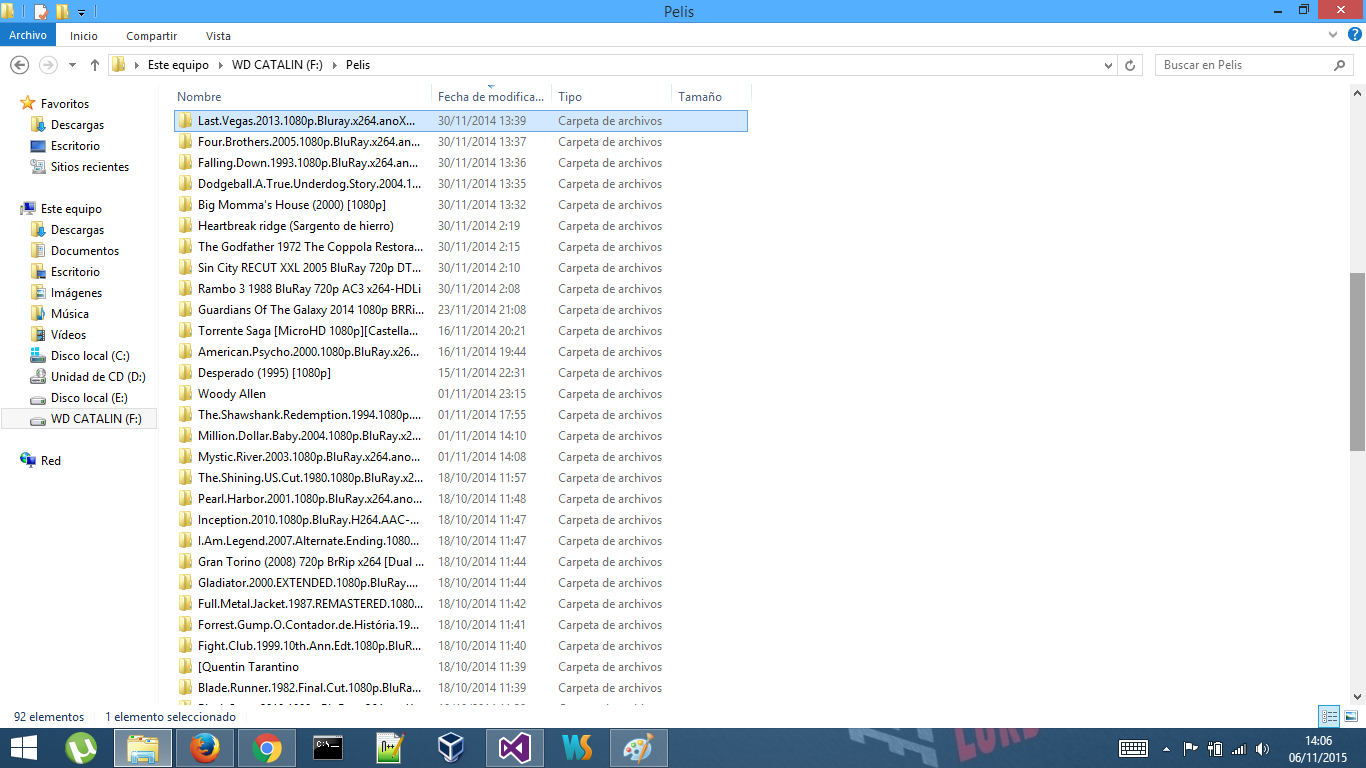 Pelis
Archivo Inicio Compartir Vista
Este equipo WD CATALIN (F:) Pelis Buscar en Pelis
Nombre Fecha de modifica... Tipo Tamaño
Favoritos
Descargas
Escritorio
Sitios recientes
Este equipo
Descargas
Documentos
Escritorio
Imágenes
Música
Vídeos
Disco local (C:)
Unidad de CD (D:)
Disco local (E:)
WD CATALIN (F:)
Red
Last.Vegas.2013.1080p.Bluray.x264.anoX... 30/11/2014 13:39 Carpeta de archivos
Four.Brothers.2005.1080p.BluRay.x264.an... 30/11/2014 13:37 Carpeta de archivos
Falling.Down.1993.1080p.BluRay.x264.an... 30/11/2014 13:36 Carpeta de archivos
Dodgeball.A.True.Underdog.Story.2004.1... 30/11/2014 13:35 Carpeta de archivos
Big Momma's House (2000) [1080p] 30/11/2014 13:32 Carpeta de archivos
Heartbreak ridge (Sargento de hierro) 30/11/2014 2:19 Carpeta de archivos
The Godfather 1972 The Coppola Restora... 30/11/2014 2:15 Carpeta de archivos
Sin City RECUT XXL 2005 BluRay 720p DT... 30/11/2014 2:10 Carpeta de archivos
Rambo 3 1988 BluRay 720p AC3 x264-HDLi 30/11/2014 2:08 Carpeta de archivos
Guardians Of The Galaxy 2014 1080p BRRi... 23/11/2014 21:08 Carpeta de archivos
Torrente Saga [MicroHD 1080p][Castella... 16/11/2014 20:21 Carpeta de archivos
American.Psycho.2000.1080p.BluRay.x26... 16/11/2014 19:44 Carpeta de archivos
Desperado (1995) [1080p] 15/11/2014 22:31 Carpeta de archivos
Woody Allen 01/11/2014 23:15 Carpeta de archivos
The.Shawshank.Redemption.1994.1080p.... 01/11/2014 17:55 Carpeta de archivos
Million.Dollar.Baby.2004.1080p.BluRay.x2... 01/11/2014 14:10 Carpeta de archivos
Mystic.River.2003.1080p.BluRay.x264.ano... 01/11/2014 14:08 Carpeta de archivos
The.Shining.US.Cut.1980.1080p.BluRay.x2... 18/10/2014 11:57 Carpeta de archivos
Pearl.Harbor.2001.1080p.BluRay.x264.ano... 18/10/2014 11:48 Carpeta de archivos
Inception.2010.1080p.BluRay.H264.AAC-... 18/10/2014 11:47 Carpeta de archivos
I.Am.Legend.2007.Alternate.Ending.1080... 18/10/2014 11:47 Carpeta de archivos
Gran Torino (2008) 720p BrRip x264 [Dual ... 18/10/2014 11:44 Carpeta de archivos
Gladiator.2000.EXTENDED.1080p.BluRay.... 18/10/2014 11:44 Carpeta de archivos
Full.Metal.Jacket.1987.REMASTERED.1080... 18/10/2014 11:42 Carpeta de archivos
Forrest.Gump.O.Contador.de.História.19... 18/10/2014 11:41 Carpeta de archivos
Fight.Club.1999.10th.Ann.Edt.1080p.BluR... 18/10/2014 11:40 Carpeta de archivos
[Quentin Tarantino 18/10/2014 11:39 Carpeta de archivos
Blade.Runner.1982.Final.Cut.1080p.BluRa... 18/10/2014 11:39 Carpeta de archivos
92 elementos 1 elemento seleccionado
14:06
06/11/2015